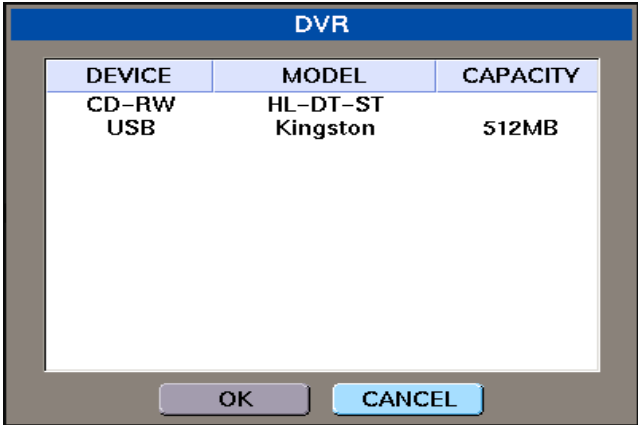 DVR
DEVICE MODEL CAPACITY
CD-RW HL-DT-ST
USB Kingston 512MB
OK CANCEL